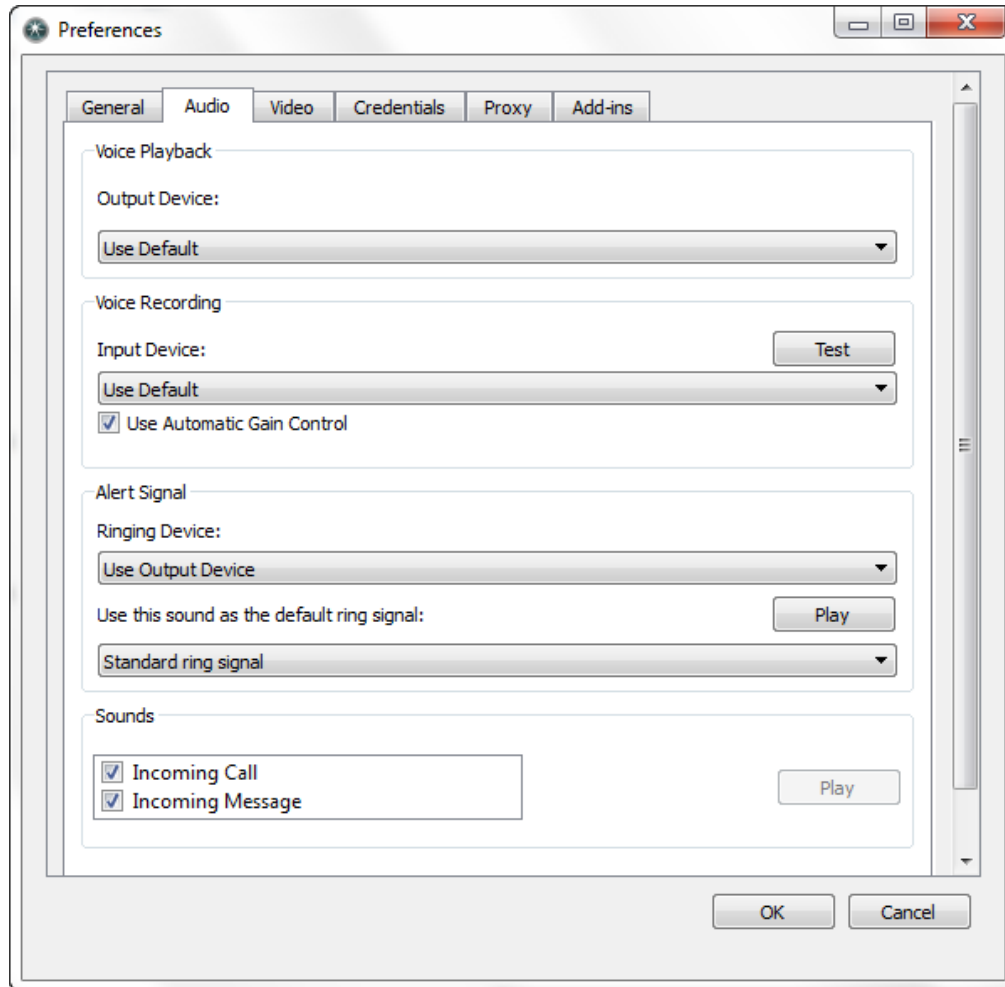 Preferences
General Audio Video Credentials Proxy Add-ins
Voice Playback
Output Device:
Use Default
Voice Recording
Input Device: Test
Use Default
Use Automatic Gain Control
Alert Signal
Ringing Device:
Use Output Device
Use this sound as the default ring signal: Play
Standard ring signal
Sounds
Incoming Call
Incoming Message
Play
OK Cancel